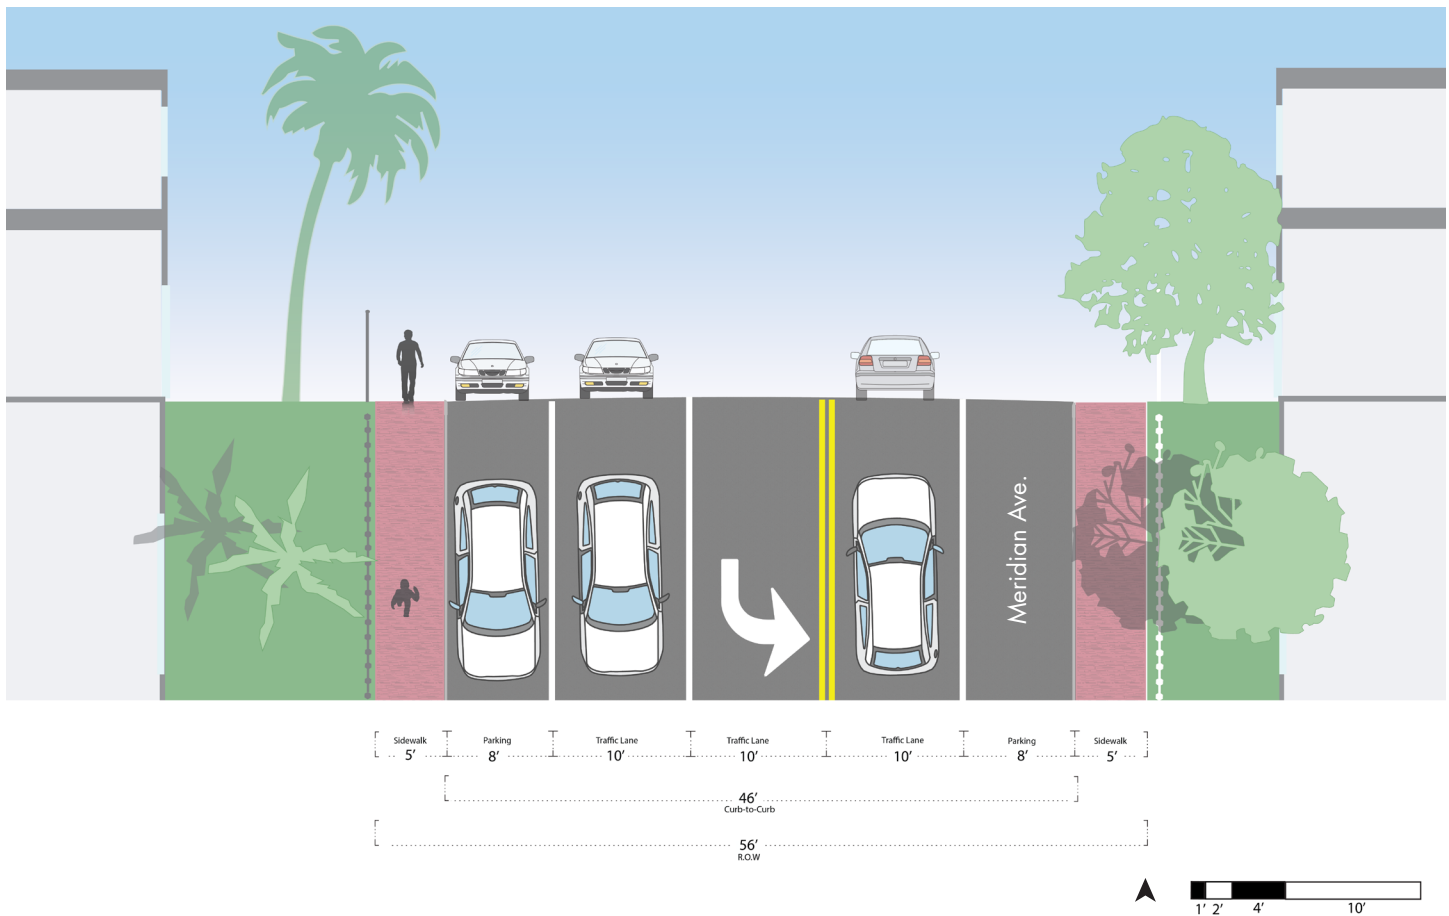 Meridian Ave.
Sidewalk Parking Traffic Lane Traffic Lane Traffic Lane Parking Sidewalk
5’ 8’ 10’ 10’ 10’ 8’ 5’
46’
Curb-to-Curb
56’
R.O.W
1’ 2’ 4’ 10’